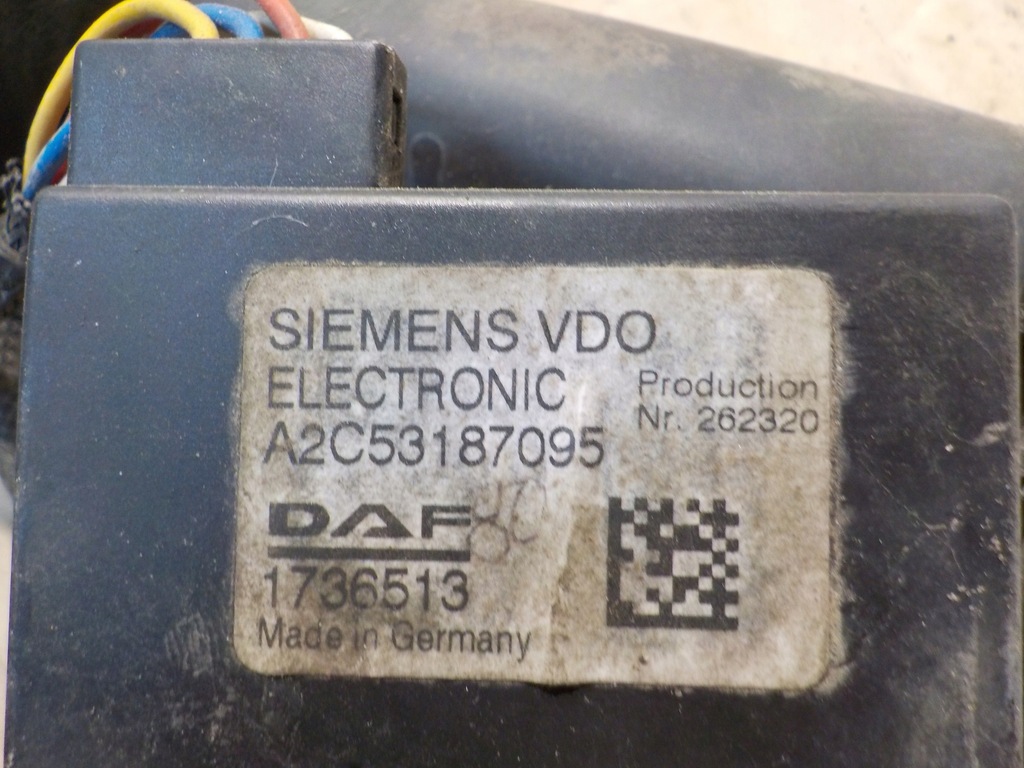 SIEMENS VDO
ELECTRONIC
A2C53187095
Production
Nr. 262320
DAF
1736513
Made in Germany